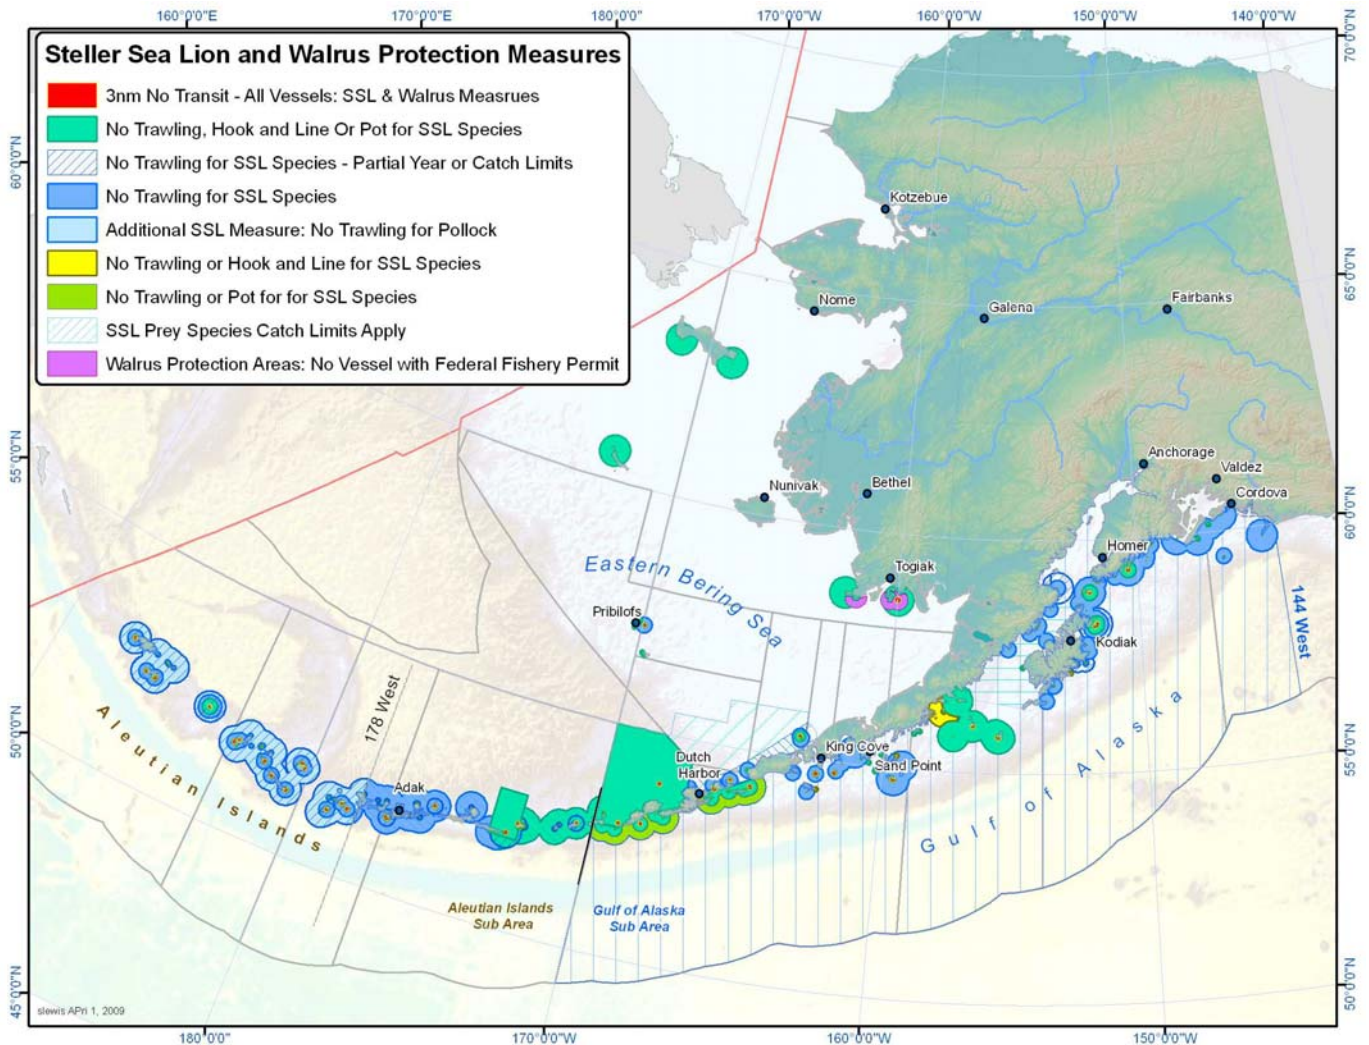 160°0'0"E
170°0'0"E
180°0'0"W
170°0'0"W
160°0'0"W
150°0'0"W
140°0'0"W
70°0'0"N
Steller Sea Lion and Walrus Protection Measures
3nm No Transit - All Vessels: SSL & Walrus Measrues
No Trawling, Hook and Line Or Pot for SSL Species
No Trawling for SSL Species - Partial Year or Catch Limits
No Trawling for SSL Species
Additional SSL Measure: No Trawling for Pollock
No Trawling or Hook and Line for SSL Species
No Trawling or Pot for for SSL Species
SSL Prey Species Catch Limits Apply
Walrus Protection Areas: No Vessel with Federal Fishery Permit
60°0'0"N
65°0'0"N
Kotzebue
Nome
Galena
Fairbanks
55°0'0"N
Anchorage
Valdez
Cordova
Nunivak
Bethel
60°0'0"N
Homer
Togiak
Eastern Bering Sea
Pribilofs
144 West
Kodiak
178 West
50°0'0"N
Aleutian Islands
Dutch
Harbor
King Cove
Sand Point
55°0'0"N
Adak
Gulf of Alaska
Aleutian Islands
Sub Area
Gulf of Alaska
Sub Area
45°0'0"N
50°0'0"N
slewis APri 1, 2009
180°0'0"
170°0'0"W
160°0'0"W
150°0'0"W